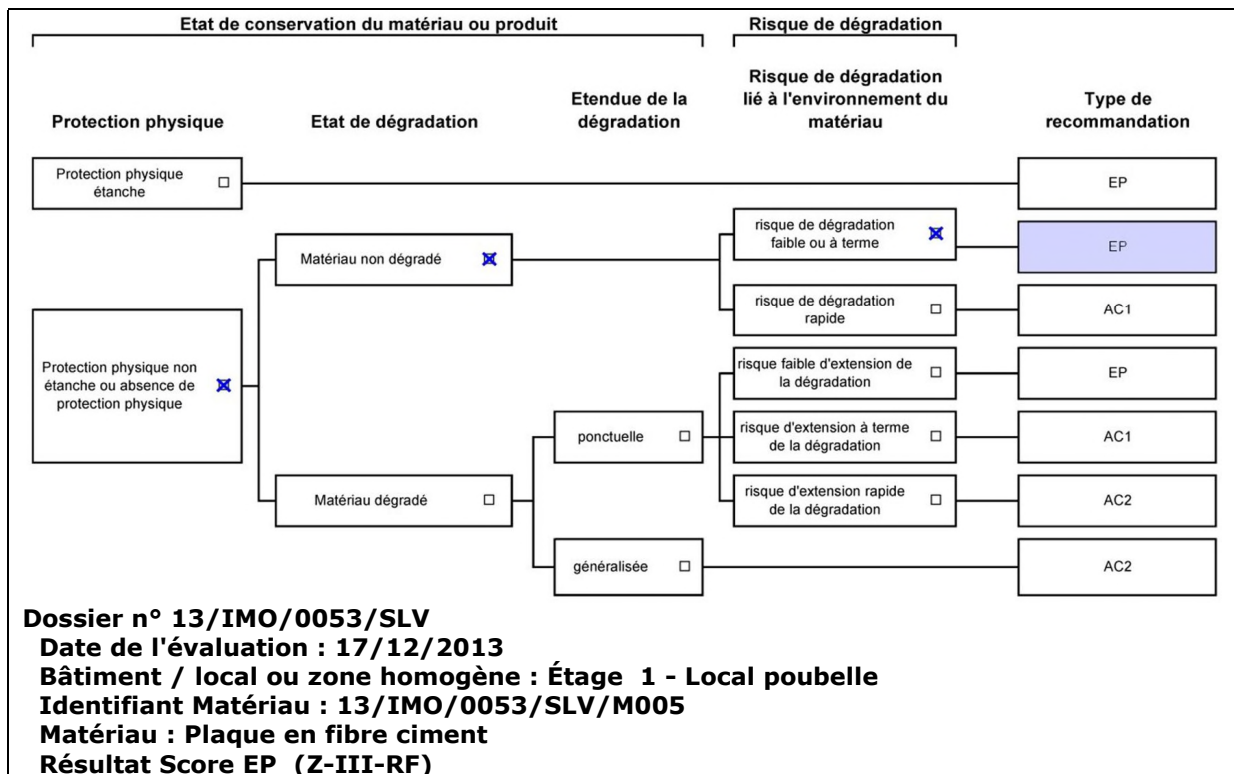 Etat de conservation du matériau ou produit
Risque de dégradation
Protection physique
Etat de dégradation
Etendue de la
dégradation
Risque de dégradation
lié à l'environnement du
matériau
Type de
recommandation
Protection physique
étanche
EP
Protection physique non
étanche ou absence de
protection physique
Matériau non dégradé
risque de dégradation
faible ou à terme
EP
risque de dégradation
rapide
AC1
Matériau dégradé
ponctuelle
risque faible d'extension de
la dégradation
EP
risque d'extension à terme
de la dégradation
AC1
risque d'extension rapide
de la dégradation
AC2
généralisée
AC2
Dossier n° 13/IMO/0053/SLV
Date de l'évaluation : 17/12/2013
Bâtiment / local ou zone homogène : Étage 1 - Local poubelle
Identifiant Matériau : 13/IMO/0053/SLV/M005
Matériau : Plaque en fibre ciment
Résultat Score EP (Z-III-RF)